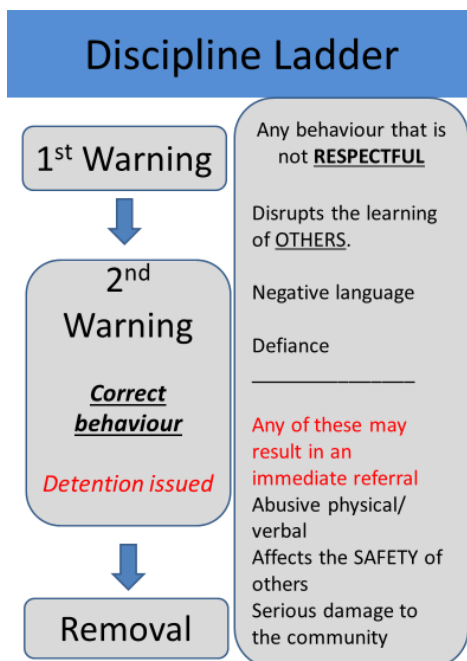 Discipline Ladder
1st Warning
2nd
Warning
Correct
behaviour
Detention issued
Removal
Any behaviour that is
not RESPECTFUL
Disrupts the learning
of OTHERS.
Negative language
Defiance
_________________
Any of these may
result in an
immediate referral
Abusive physical/
verbal
Affects the SAFETY of
others
Serious damage to
the community